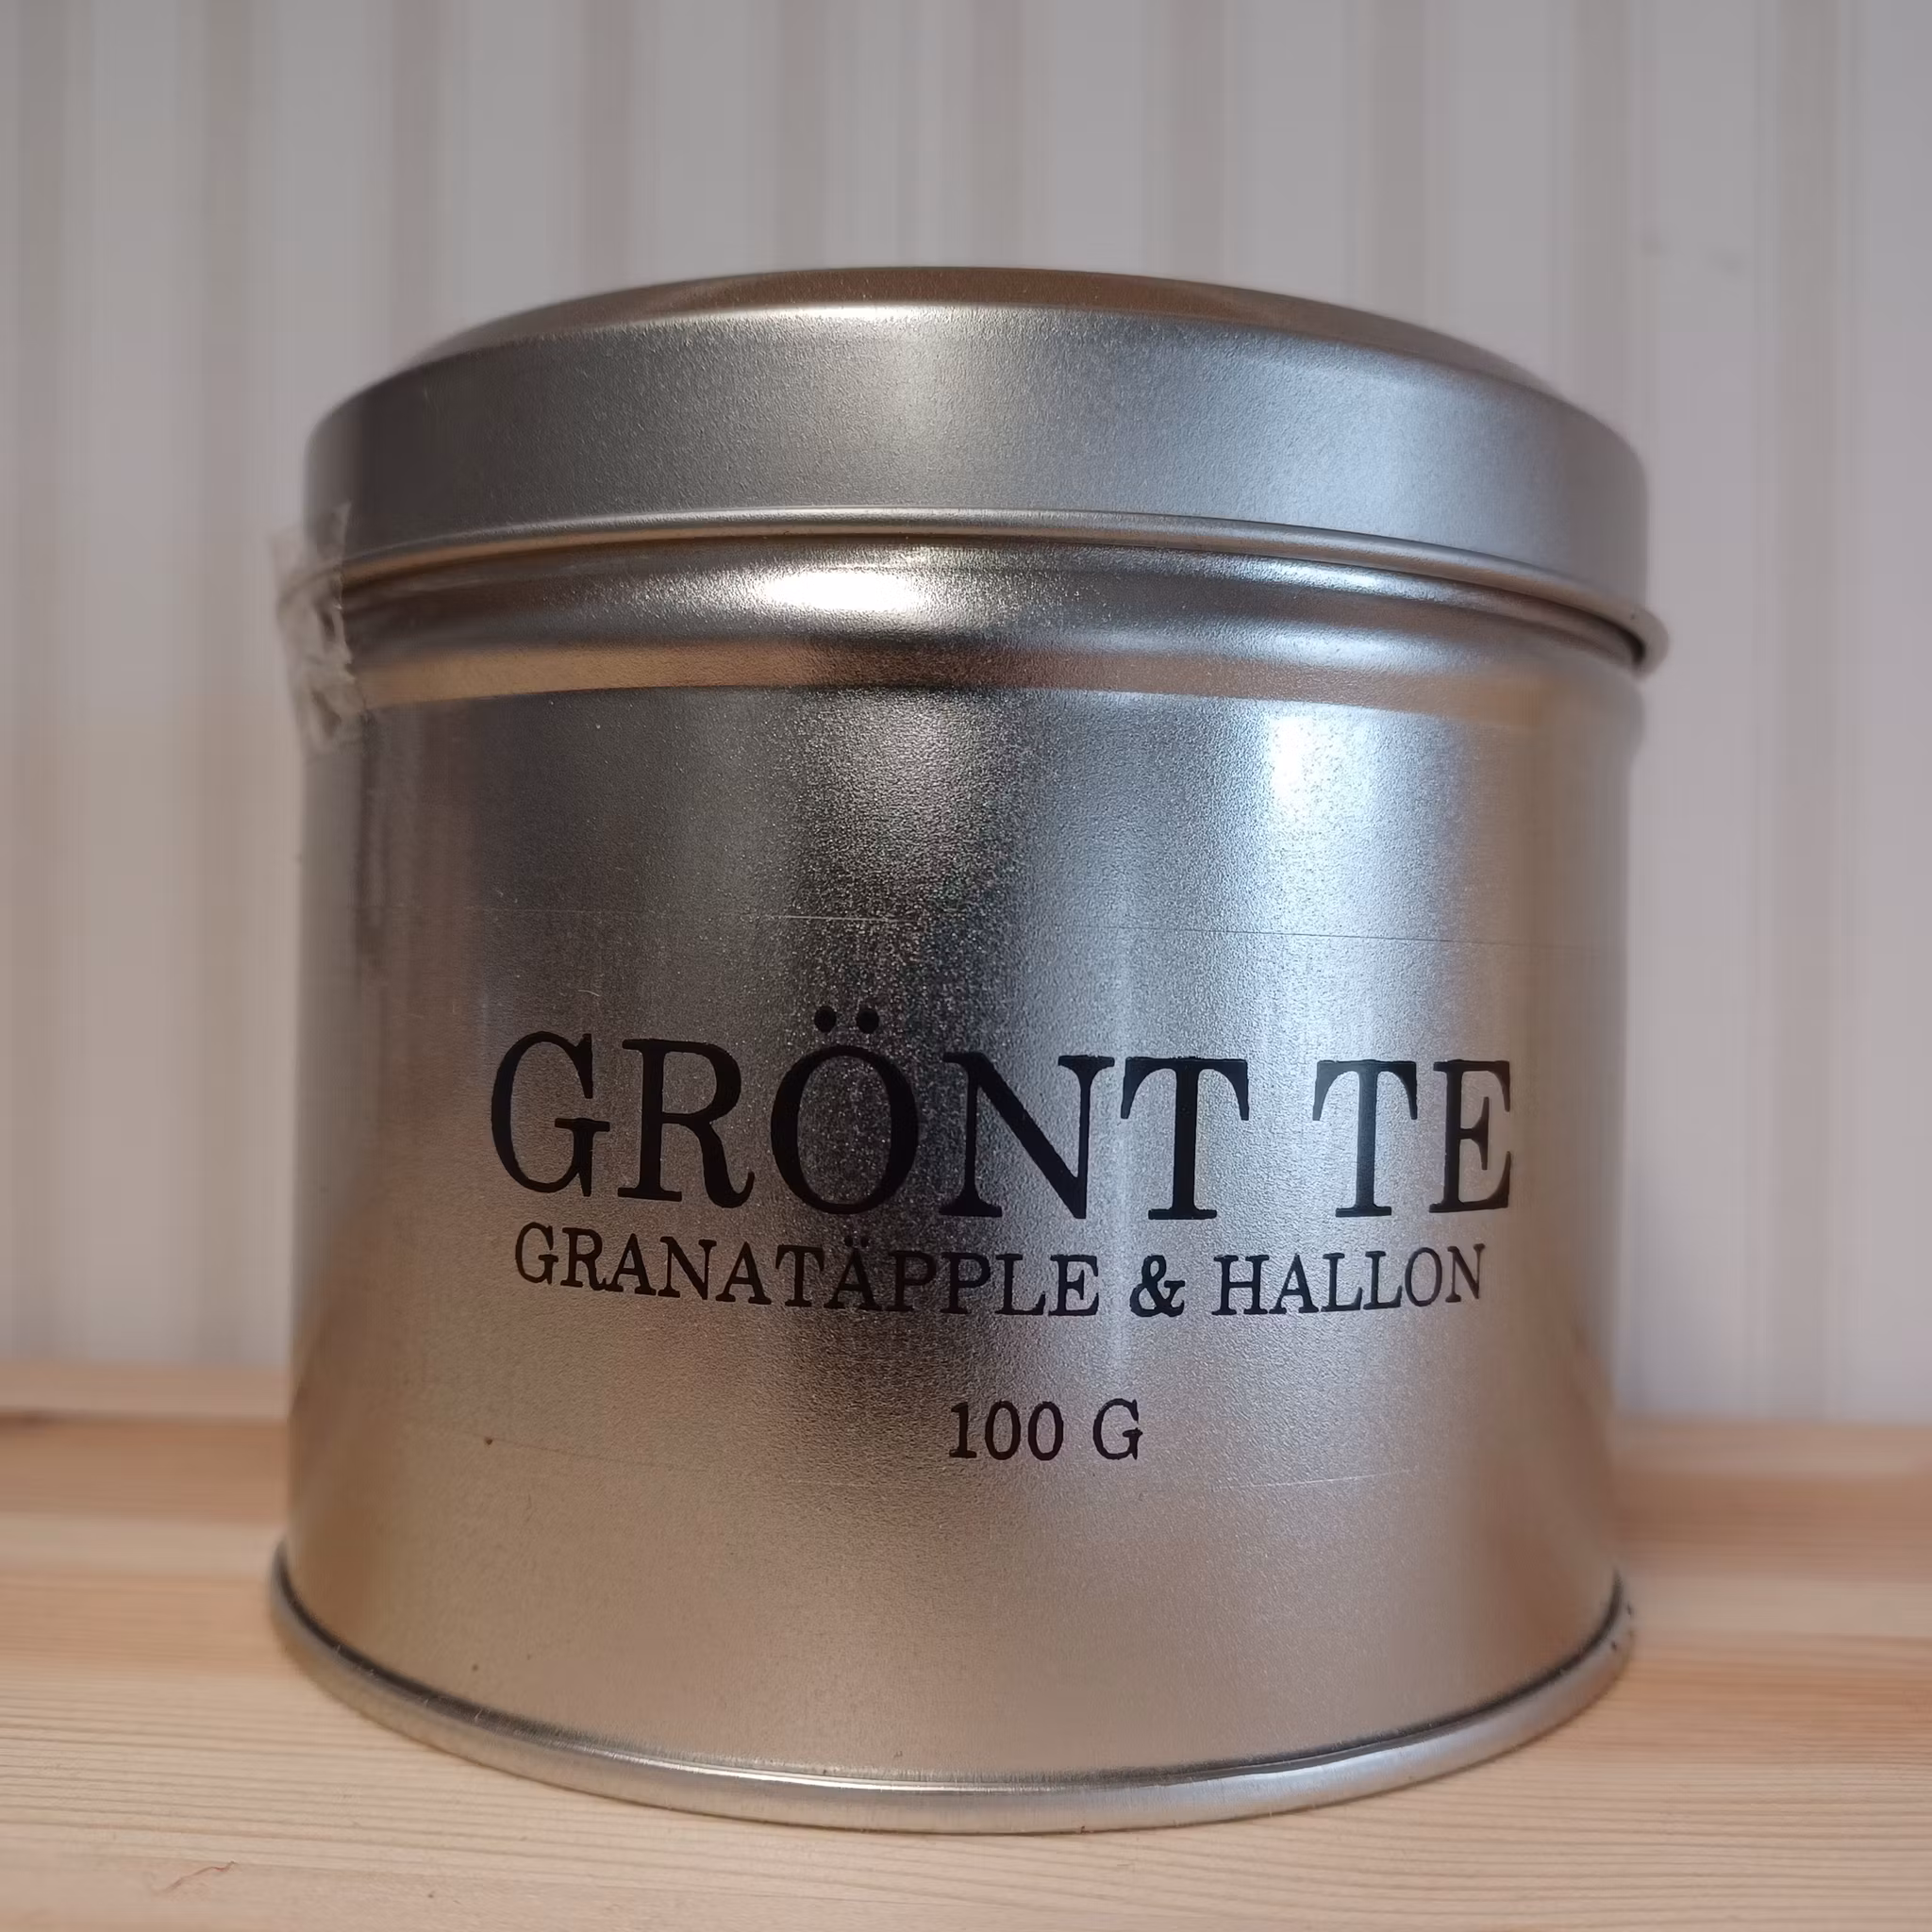 GRÖNT TE
GRANATÄPPLE & HALLON
100 G